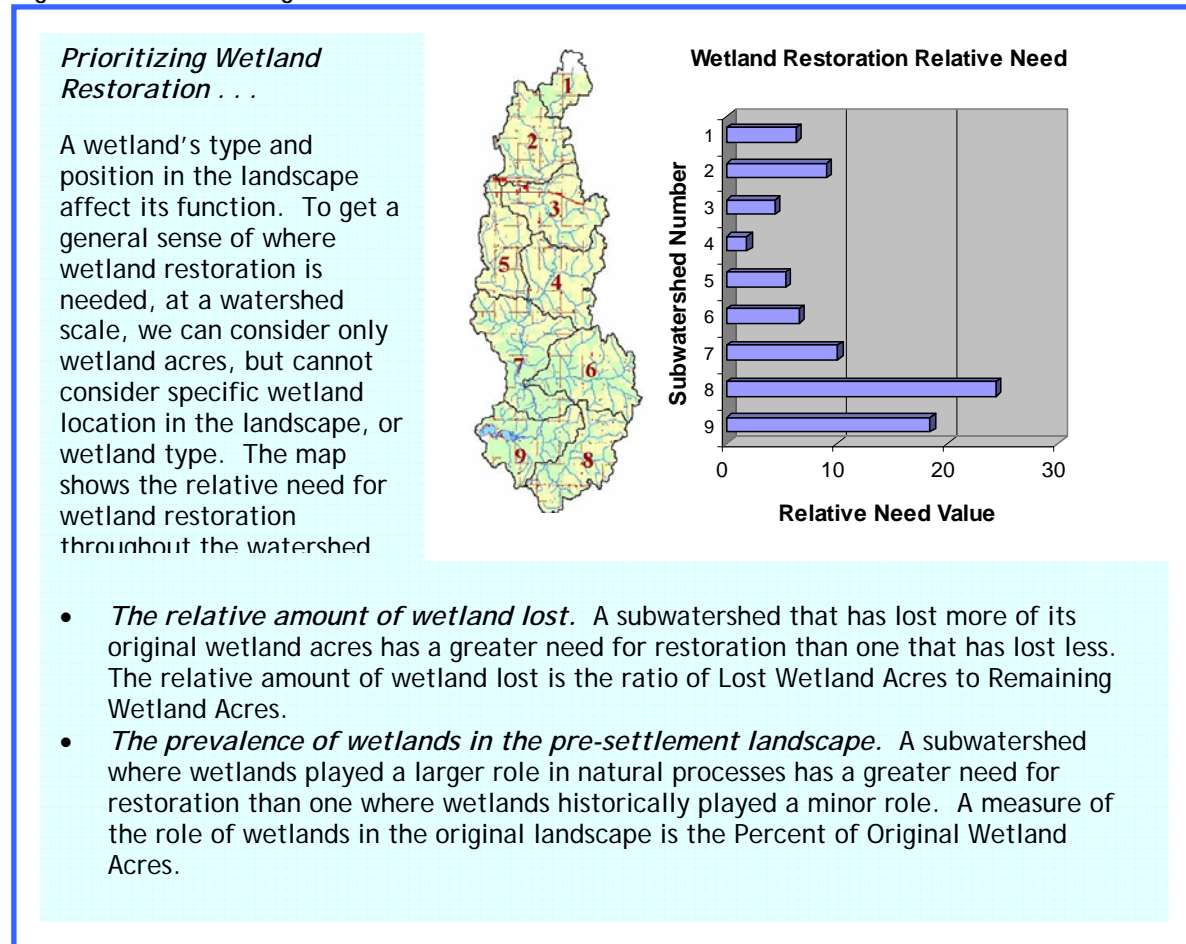 Prioritizing Wetland
Restoration . . .
A wetland’s type and
position in the landscape
affect its function.  To get a
general sense of where
wetland restoration is
needed, at a watershed
scale, we can consider only
wetland acres, but cannot
consider specific wetland
location in the landscape, or
wetland type.  The map
shows the relative need for
wetland restoration
throughout the watershed
1
2
3
5
4
7
6
9
8
Wetland Restoration Relative Need
Subwatershed Number
1
2
3
4
5
6
7
8
9
0 10 20 30
Relative Need Value
• The relative amount of wetland lost.  A subwatershed that has lost more of its
original wetland acres has a greater need for restoration than one that has lost less.
The relative amount of wetland lost is the ratio of Lost Wetland Acres to Remaining
Wetland Acres.
• The prevalence of wetlands in the pre-settlement landscape.  A subwatershed
where wetlands played a larger role in natural processes has a greater need for
restoration than one where wetlands historically played a minor role.  A measure of
the role of wetlands in the original landscape is the Percent of Original Wetland
Acres.